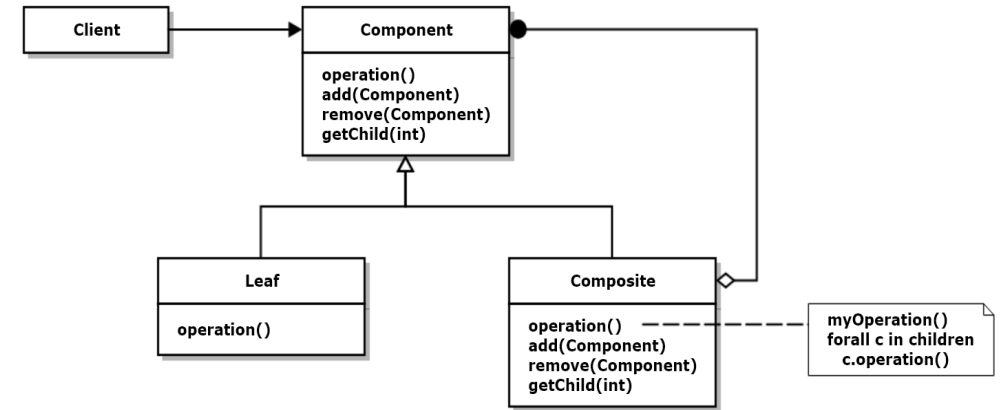 Client
Component
operation()
add(Component)
remove(Component)
getChild(int)
Leaf
operation()
Composite
operation()
add(Component)
remove(Component)
getChild(int)
myOperation()
forall c in children
c.operation()